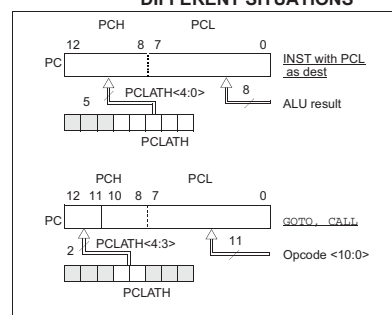 DIFFERENT SITUATIONS
PCH PCL
12 8 7 0
PC
INST with PCL
as dest
5 PCLATH<4:0> 8
ALU result
PCLATH
PCH PCL
12 11 10 8 7 0
PC
GOTO, CALL
2 PCLATH<4:3> 11
Opcode <10:0>
PCLATH